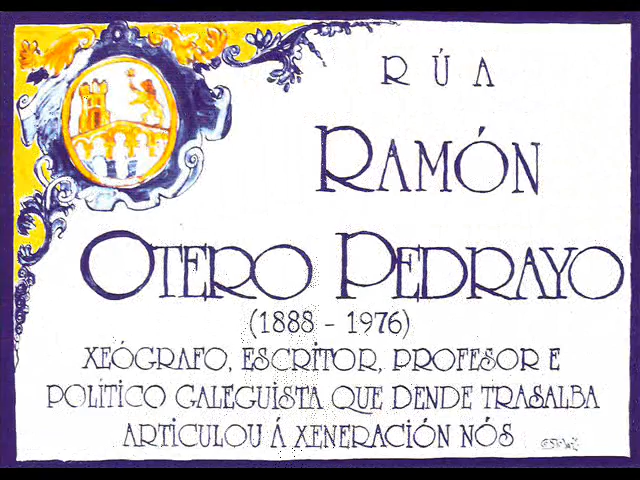 RÚA
RAMÓN
OTERO PEDRAYO
(1888 - 1976)
XEÓGRAFO, ESCRITOR, PROFESOR E
POLÍTICO GALEGUISTA QUE DENDE TRASALBA
ARTICULOU Á XENERACIÓN NÓS